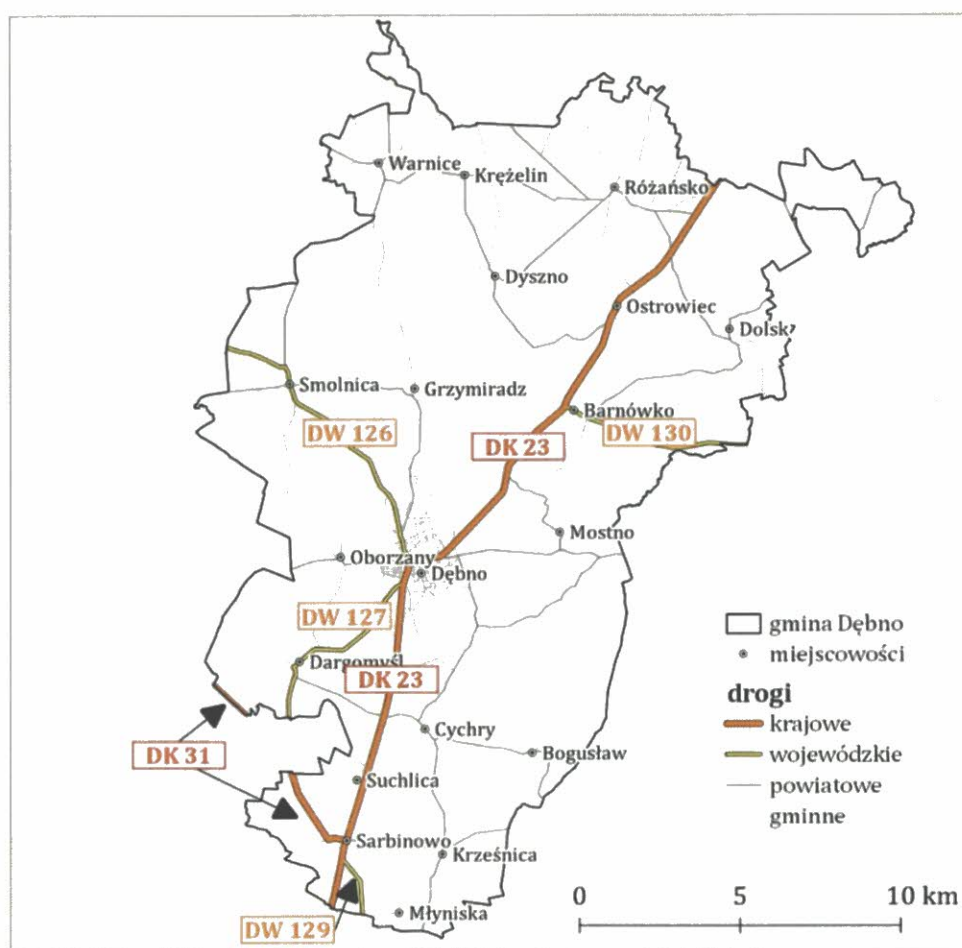 Warnice
Krężelin
Różańsko
Dyszno
Ostrowiec
Dolsk
Smolnica
Grzymiradz
Barnówko
DW 126
DK 23
DW 130
Mostno
Oborzany
Dębno
DW 127
Dargomyśl
DK 23
gmina Dębno
miejscowości
drogi
krajowe
wojewódzkie
powiatowe
gminne
Cychry
Bogusław
DK 31
Suchlica
Sarbinowo
Krześnica
Młyniska
DW 129
0 5 10 km